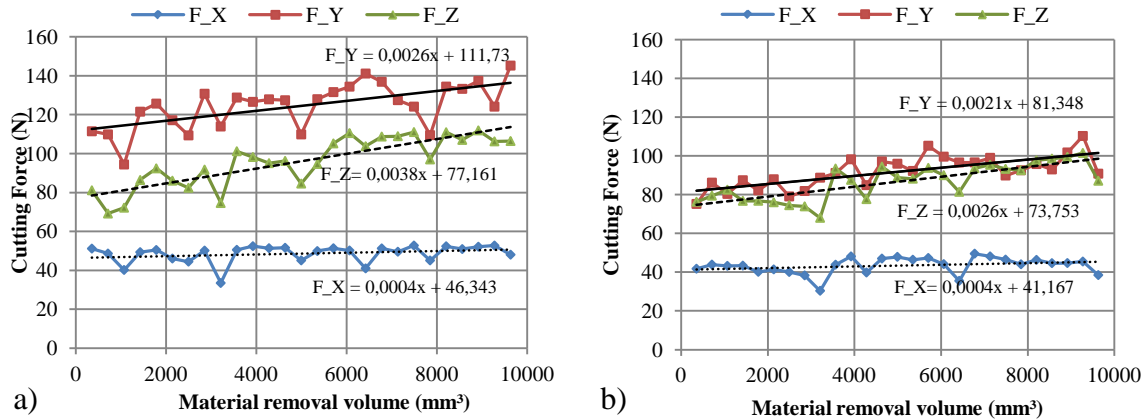 F_X F_Y F_Z
Cutting Force (N)
160
140
120
100
80
60
40
20
0
F_Y = 0,0026x + 111,73
F_Z= 0,0038x + 77,161
F_X = 0,0004x + 46,343
0 2000 4000 6000 8000 10000
Material removal volume (mm³)
a)
F_X F_Y F_Z
Cutting Force (N)
160
140
120
100
80
60
40
20
0
F_Y = 0,0021x + 81,348
F_Z = 0,0026x + 73,753
F_X= 0,0004x + 41,167
0 2000 4000 6000 8000 10000
Material removal volume (mm³)
b)